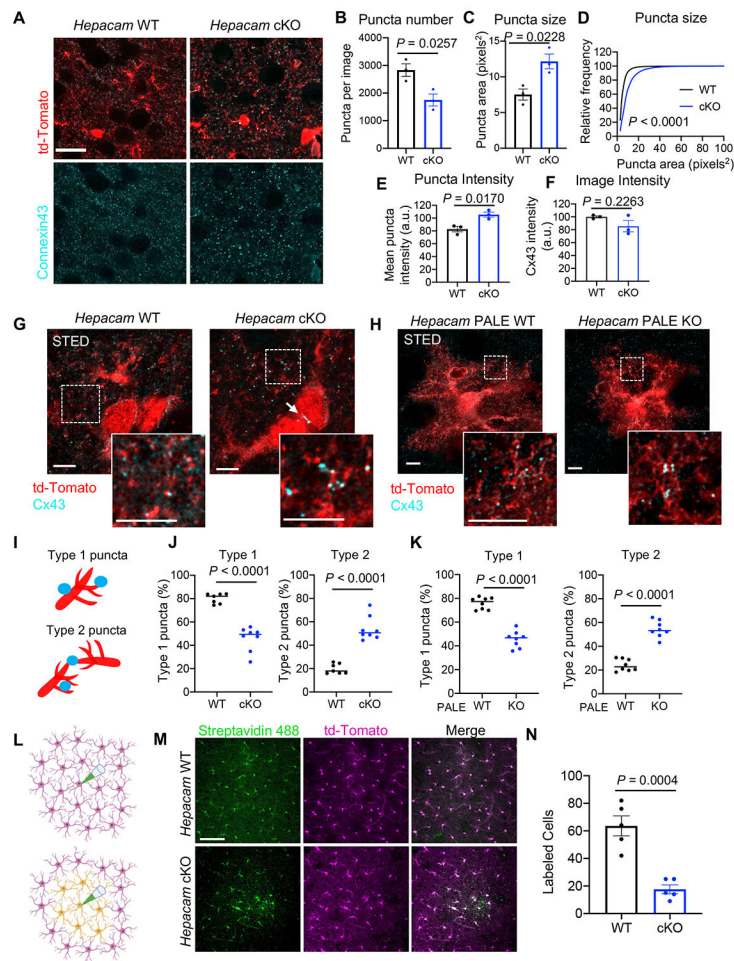 A
Hepacam WT
Hepacam cKO
td-Tomato
Connexin43
B
Puncta number
P = 0.0257
Puncta per image
4000
3000
2000
1000
0
WT
cKO
C
Puncta size
P = 0.0228
Puncta area (pixels2)
15
10
5
0
WT
cKO
D
Puncta size
Relative frequency
100
80
60
40
20
0
WT
cKO
P < 0.0001
0 20 40 60 80 100
Puncta area (pixels2)
E
Puncta Intensity
P = 0.0170
Mean puncta
intensity (a.u.)
120
100
80
60
40
20
0
WT
cKO
F
Image Intensity
P = 0.2263
Cx43 intensity
(a.u.)
120
100
80
60
40
20
0
WT
cKO
G
Hepacam WT
Hepacam cKO
STED
td-Tomato
Cx43
H
Hepacam PALE WT
Hepacam PALE KO
STED
td-Tomato
Cx43
I
Type 1 puncta
Type 2 puncta
J
Type 1
P < 0.0001
Type 1 puncta (%)
100
80
60
40
20
0
WT
cKO
Type 2
P < 0.0001
Type 2 puncta (%)
100
80
60
40
20
0
WT
cKO
K
Type 1
P < 0.0001
Type 1 puncta (%)
100
80
60
40
20
0
PALE WT KO
Type 2
P < 0.0001
Type 2 puncta (%)
100
80
60
40
20
0
PALE WT KO
L
M
Streptavidin 488
td-Tomato
Merge
Hepacam WT
Hepacam cKO
N
P = 0.0004
Labeled Cells
100
80
60
40
20
0
WT
cKO